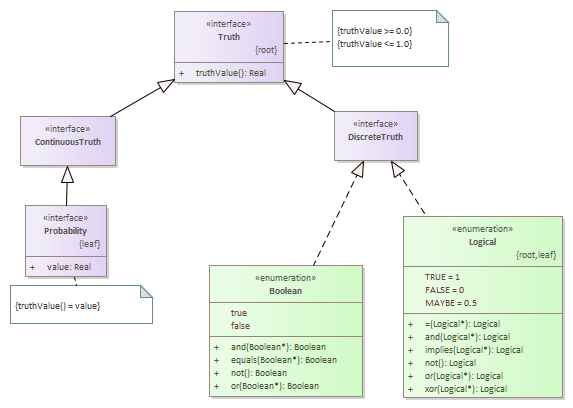 «interface»
Truth
{root}
+ truthValue(): Real
{truthValue >= 0.0}
{truthValue <= 1.0}
«interface»
ContinuousTruth
«interface»
DiscreteTruth
«interface»
Probability
{leaf}
+ value: Real
{truthValue() = value}
«enumeration»
Boolean
true
false
+ and(Boolean*): Boolean
+ equals(Boolean*): Boolean
+ not(): Boolean
+ or(Boolean*): Boolean
«enumeration»
Logical
{root,leaf}
TRUE = 1
FALSE = 0
MAYBE = 0.5
+ =(Logical*): Logical
+ and(Logical*): Logical
+ implies(Logical*): Logical
+ not(): Logical
+ or(Logical*): Logical
+ xor(Logical*): Logical